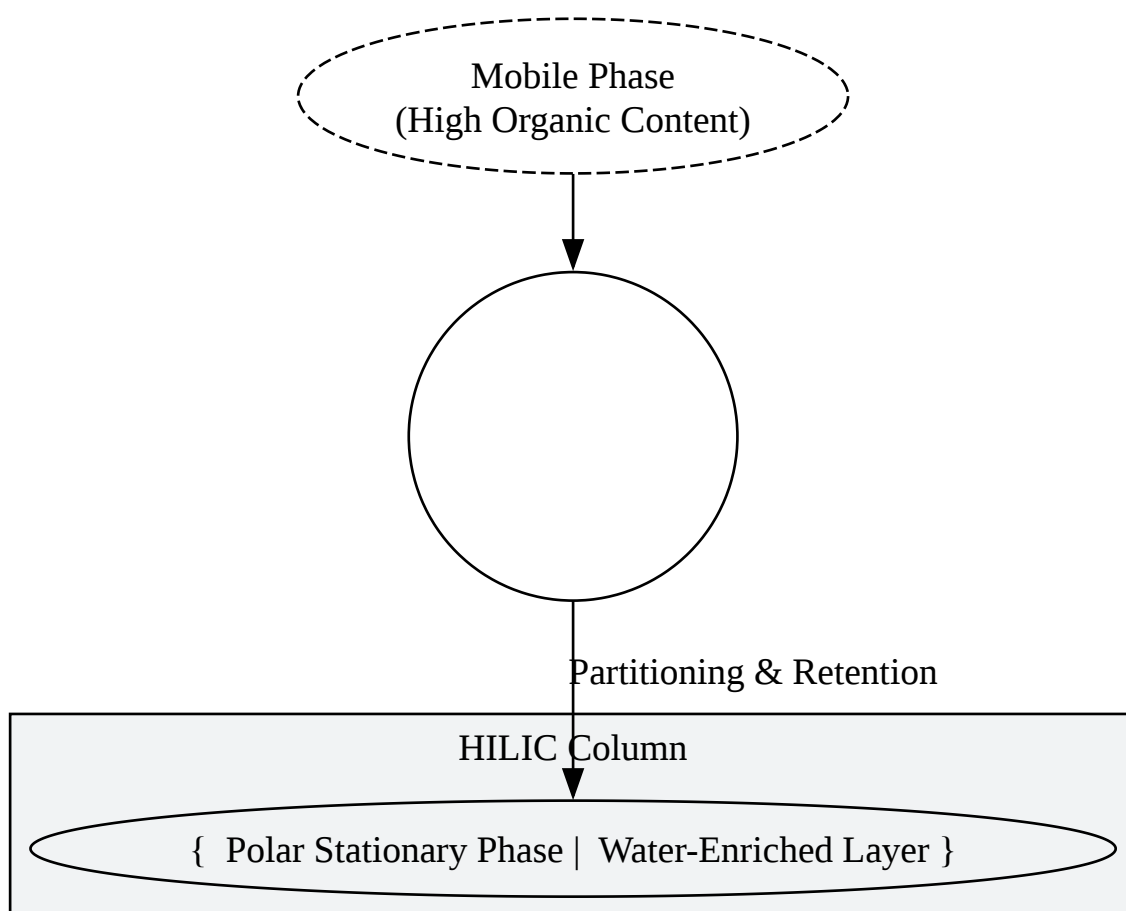 Mobile Phase
(High Organic Content)
Partitioning & Retention
HILIC Column
{ Polar Stationary Phase | Water-Enriched Layer }